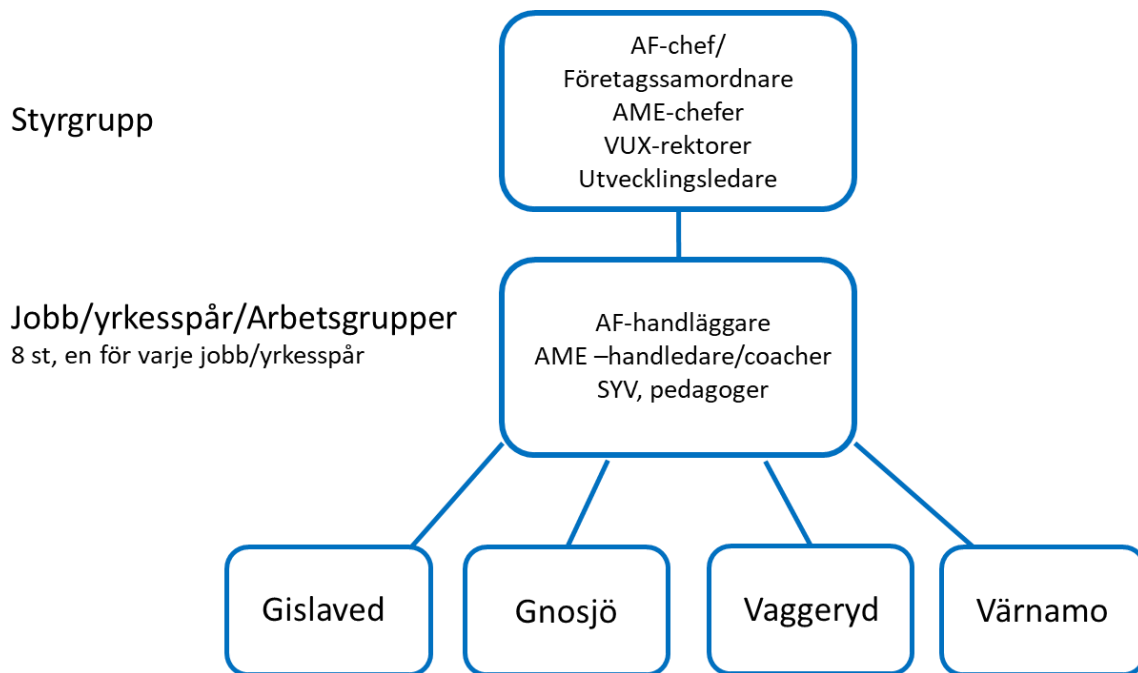 Styrgrupp
AF-chef/
Företagssamordnare
AME-chefer
VUX-rektorer
Utvecklingsledare
Jobb/yrkesspår/Arbetsgrupper
8 st, en för varje jobb/yrkesspår
AF-handläggare
AME –handledare/coacher
SYV, pedagoger
Gislaved
Gnosjö
Vaggeryd
Värnamo